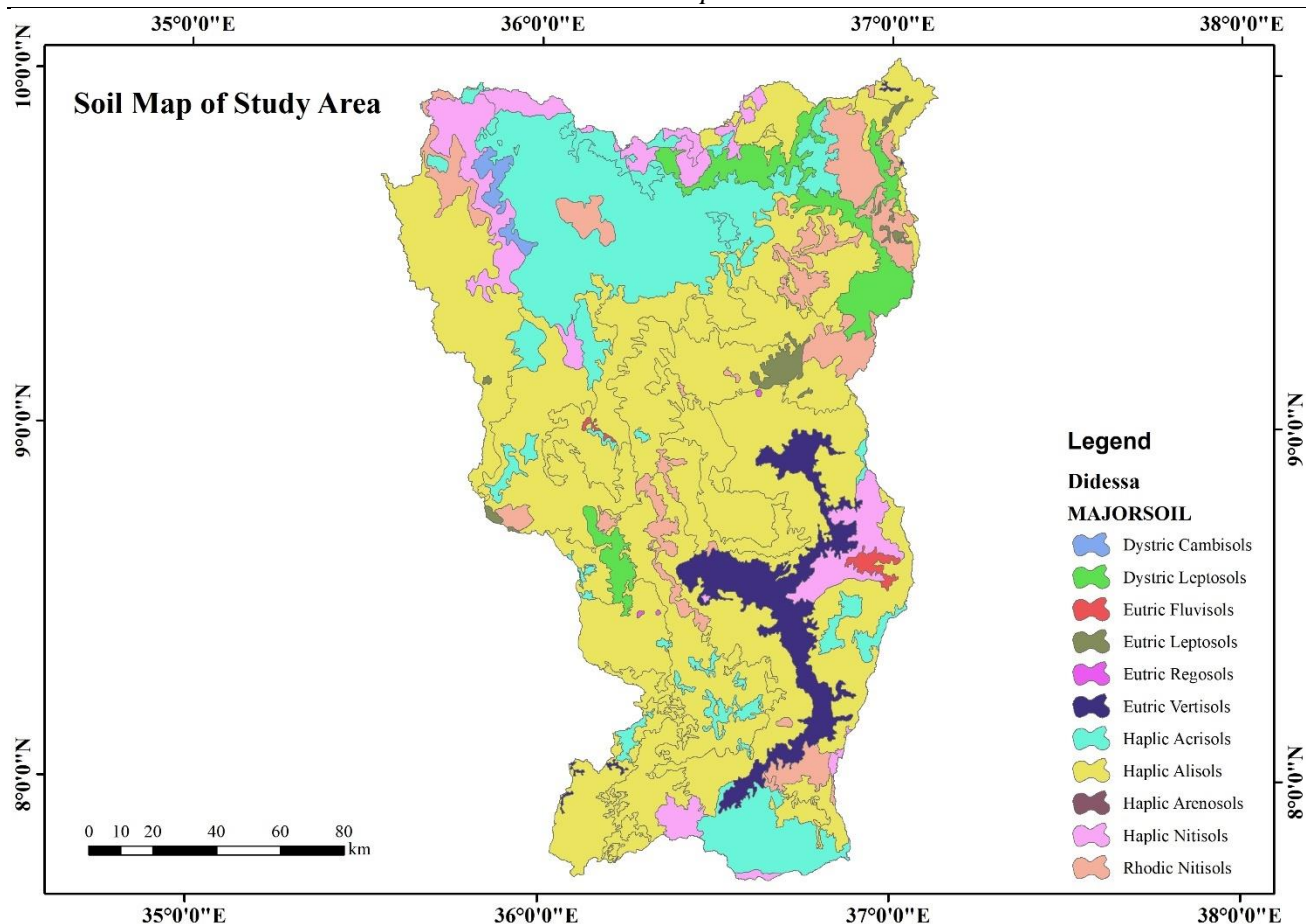 35°0'0"E 36°0'0"E 37°0'0"E 38°0'0"E
10°0'0"N
Soil Map of Study Area
9°0'0"N
9°0'0"N
Legend
Didessa
MAJORSOIL
Dystric Cambisols
Dystric Leptosols
Eutric Fluvisols
Eutric Leptosols
Eutric Regosols
Eutric Vertisols
Haplic Acrisols
Haplic Alisols
Haplic Arenosols
Haplic Nitisols
Rhodic Nitisols
8°0'0"N
8°0'0"N
0 10 20 40 60 80
km
35°0'0"E 36°0'0"E 37°0'0"E 38°0'0"E